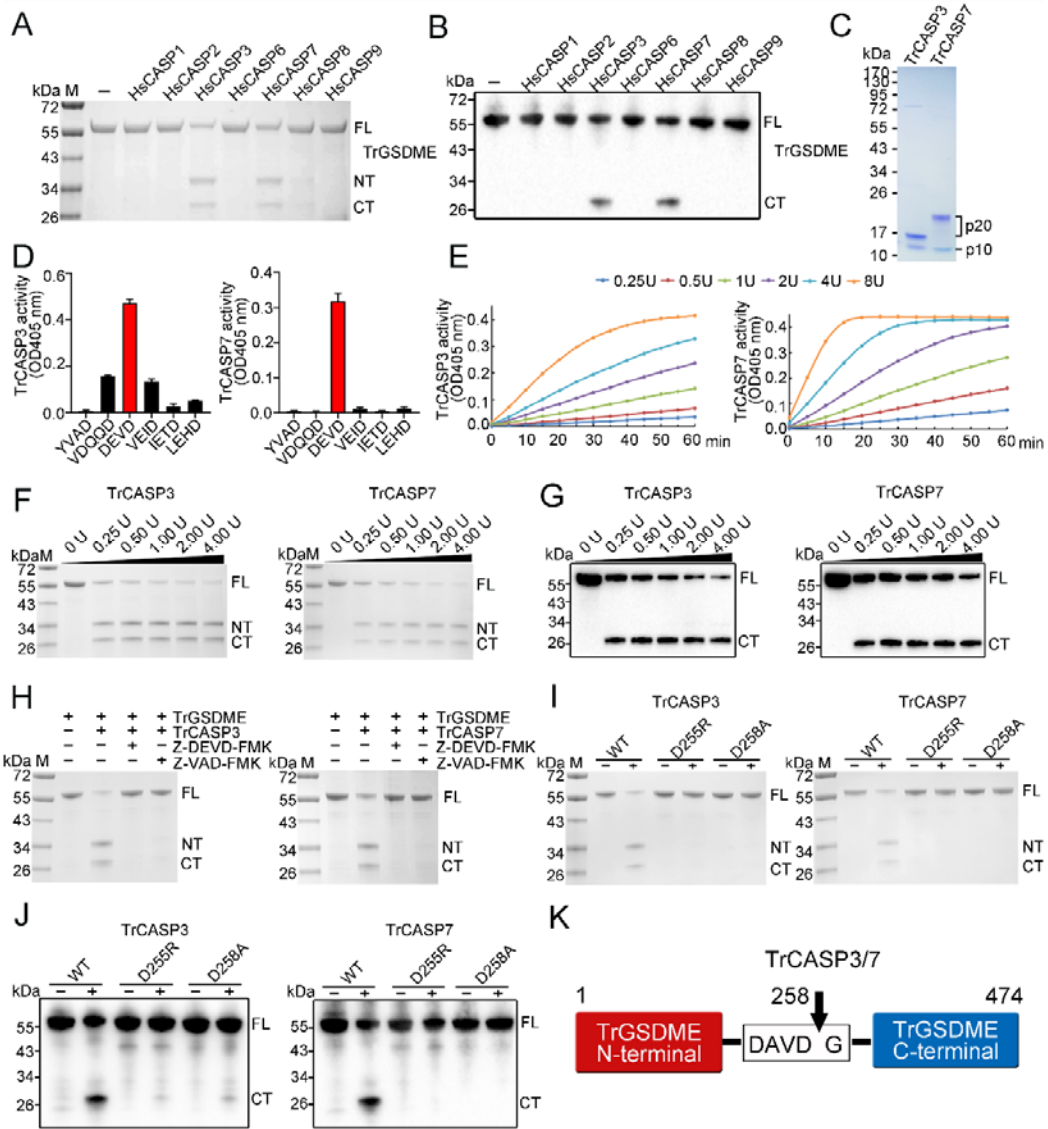 A
HsCASP1 HsCASP2 HsCASP3 HsCASP6 HsCASP7 HsCASP8 HsCASP9
kDa M –
72
55 FL
TrGSDME
43
34 NT
26 CT
B
HsCASP1 HsCASP2 HsCASP3 HsCASP6 HsCASP7 HsCASP8 HsCASP9
kDa –
72
55 FL
TrGSDME
43
34
26 CT
C
TrCASP3 TrCASP7
kDa
170
130
95
72
55
43
34
26
17 p20
10 p10
D
TrCASP3 activity
(OD405 nm)
0.6
0.4
0.2
0.0
YVAD VDQQD DEVD VEID IETD LEHD
TrCASP7 activity
(OD405 nm)
0.4
0.3
0.2
0.1
0.0
YVAD VDQQD DEVD VEID IETD LEHD
E
0.25U 0.5U 1U 2U 4U 8U
TrCASP3 activity
(OD405 nm)
0.4
0.3
0.2
0.1
0.0
0 10 20 30 40 50 60 min
TrCASP7 activity
(OD405 nm)
0.4
0.3
0.2
0.1
0.0
0 10 20 30 40 50 60 min
F
TrCASP3
0 U 0.25 U 0.50 U 1.00 U 2.00 U 4.00 U
kDa M
72
55 FL
43
34 NT
26 CT
TrCASP7
0 U 0.25 U 0.50 U 1.00 U 2.00 U 4.00 U
kDa M
72
55 FL
43
34 NT
26 CT
G
TrCASP3
0 U 0.25 U 0.50 U 1.00 U 2.00 U 4.00 U
kDa
72
55 FL
43
34
26 CT
TrCASP7
0 U 0.25 U 0.50 U 1.00 U 2.00 U 4.00 U
kDa
72
55 FL
43
34
26 CT
H
+ + + + TrGSDME
– + + + TrCASP3
– – + – Z-DEVD-FMK
– – – + Z-VAD-FMK
kDa M
72
55 FL
43
34 NT
26 CT
+ + + + TrGSDME
– + + + TrCASP7
– – + – Z-DEVD-FMK
– – – + Z-VAD-FMK
kDa M
72
55 FL
43
34 NT
26 CT
I
TrCASP3
WT D255R D258A
kDa M – + – + – +
72
55 FL
43
34 NT
26 CT
TrCASP7
WT D255R D258A
kDa M – + – + – +
72
55 FL
43
34 NT
26 CT
J
TrCASP3
WT D255R D258A
kDa – + – + – +
55 FL
43
34
26 CT
TrCASP7
WT D255R D258A
kDa – + – + – +
55 FL
43
34
26 CT
K
TrCASP3/7
1 258 474
TrGSDME
N-terminal
DAVD G
TrGSDME
C-terminal